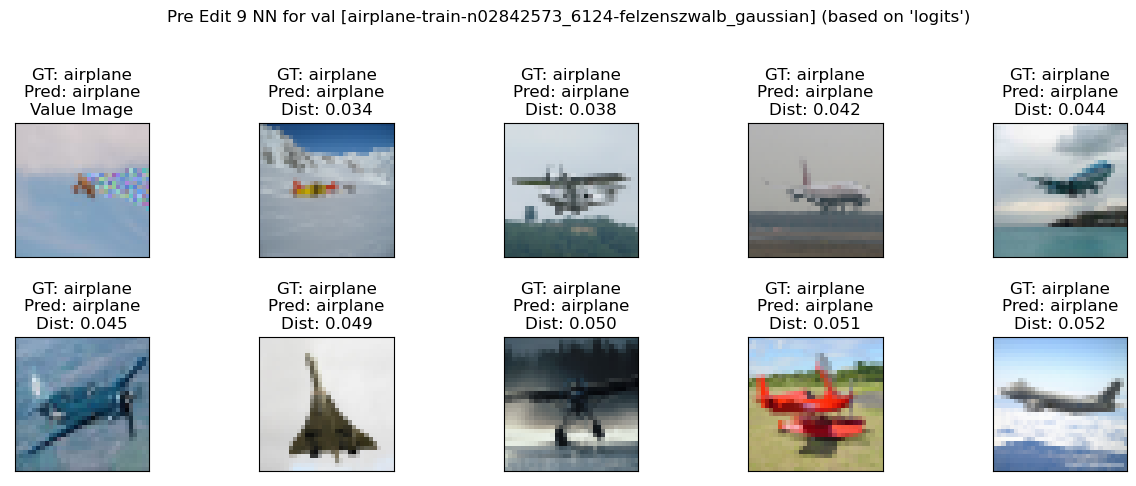 Pre Edit 9 NN for val [airplane-train-n02842573_6124-felzenszwalb_gaussian] (based on 'logits')
GT: airplane
Pred: airplane
Value Image
GT: airplane
Pred: airplane
Dist: 0.034
GT: airplane
Pred: airplane
Dist: 0.038
GT: airplane
Pred: airplane
Dist: 0.042
GT: airplane
Pred: airplane
Dist: 0.044
GT: airplane
Pred: airplane
Dist: 0.045
GT: airplane
Pred: airplane
Dist: 0.049
GT: airplane
Pred: airplane
Dist: 0.050
GT: airplane
Pred: airplane
Dist: 0.051
GT: airplane
Pred: airplane
Dist: 0.052